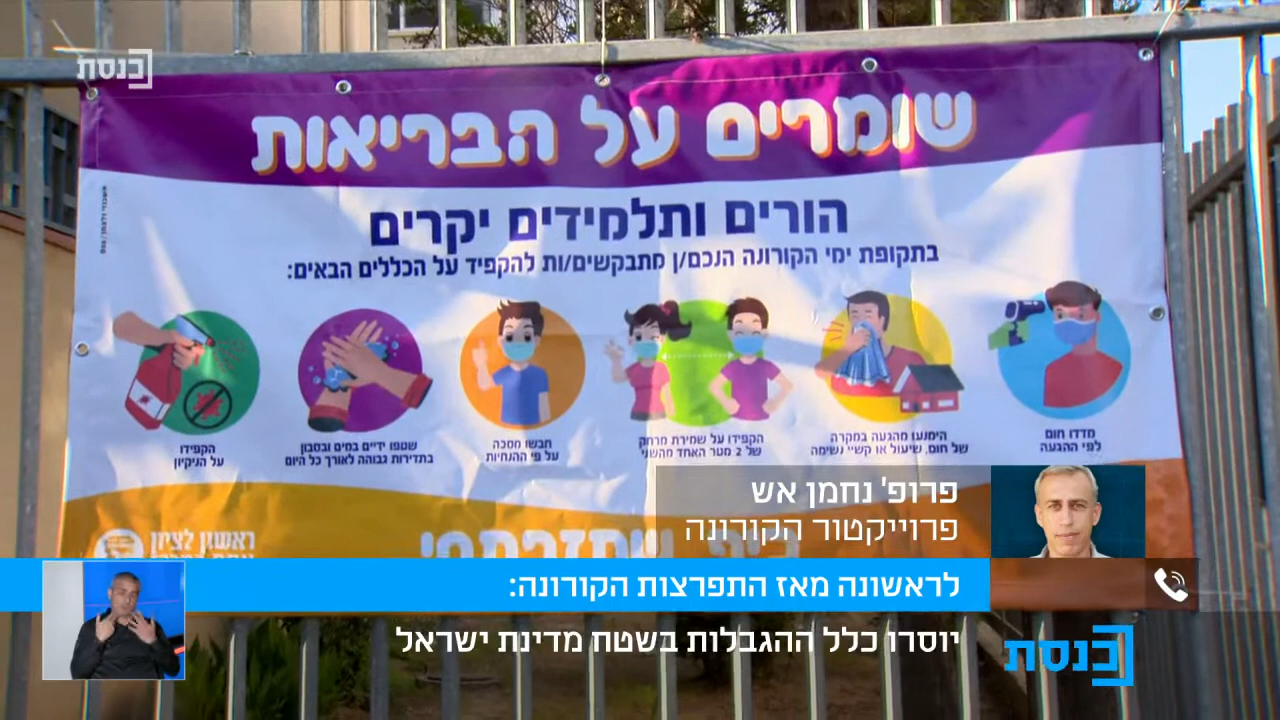 כנסת
שומרים על הבריאות
הורים ותלמידים יקרים
בתקופת ימי הקורונה הנכם/ן מתבקשים/ות להקפיד על הכללים הבאים:
מדדו חום
לפי ההגעה
הימנעו מהגעה במקרה
של חום, שיעול או קשיי נשימה
הקפידו על שמירת מרחק
של 2 מטר האחד מהשני
חבשו מסכה
על פי ההנחיות
שטפו ידיים במים ובסבון
בתדירות גבוהה לאורך כל היום
הקפידו
על הניקיון
ראשון לציון
פרופ' נחמן אש
פרוייקטור הקורונה
לראשונה מאז התפרצות הקורונה:
יוסרו כלל ההגבלות בשטח מדינת ישראל
כנסת